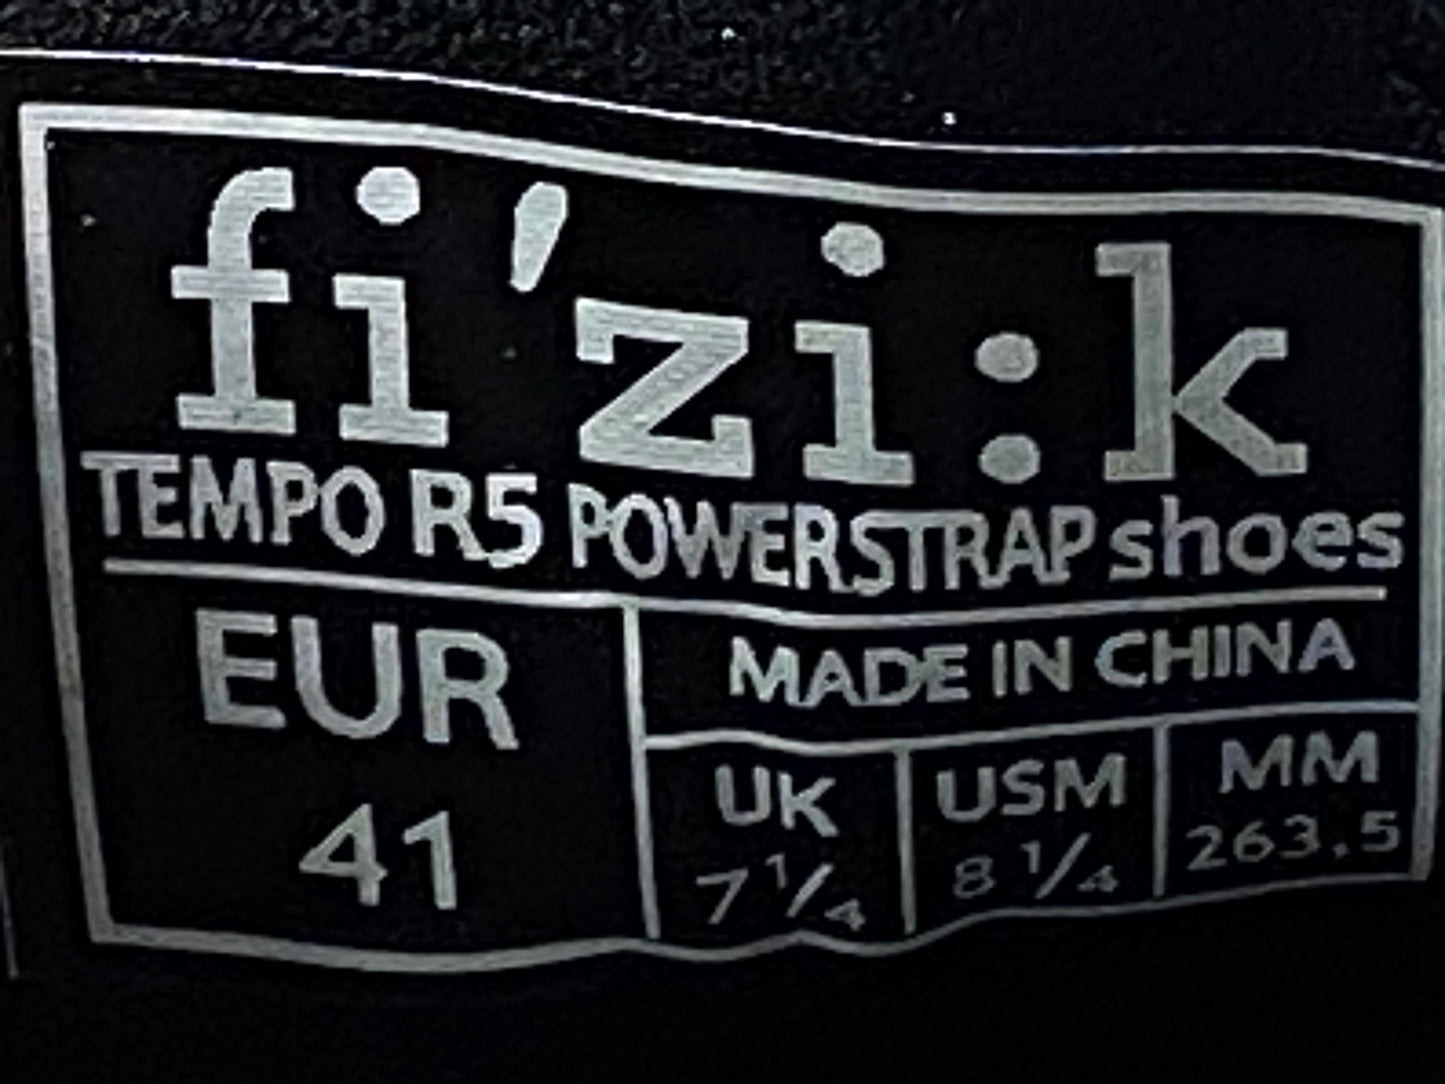 fi'zi:k
TEMPO R5 POWERSTRAP shoes
EUR
41
MADE IN CHINA
UK
7 1/4
USM
8 1/4
MM
263.5